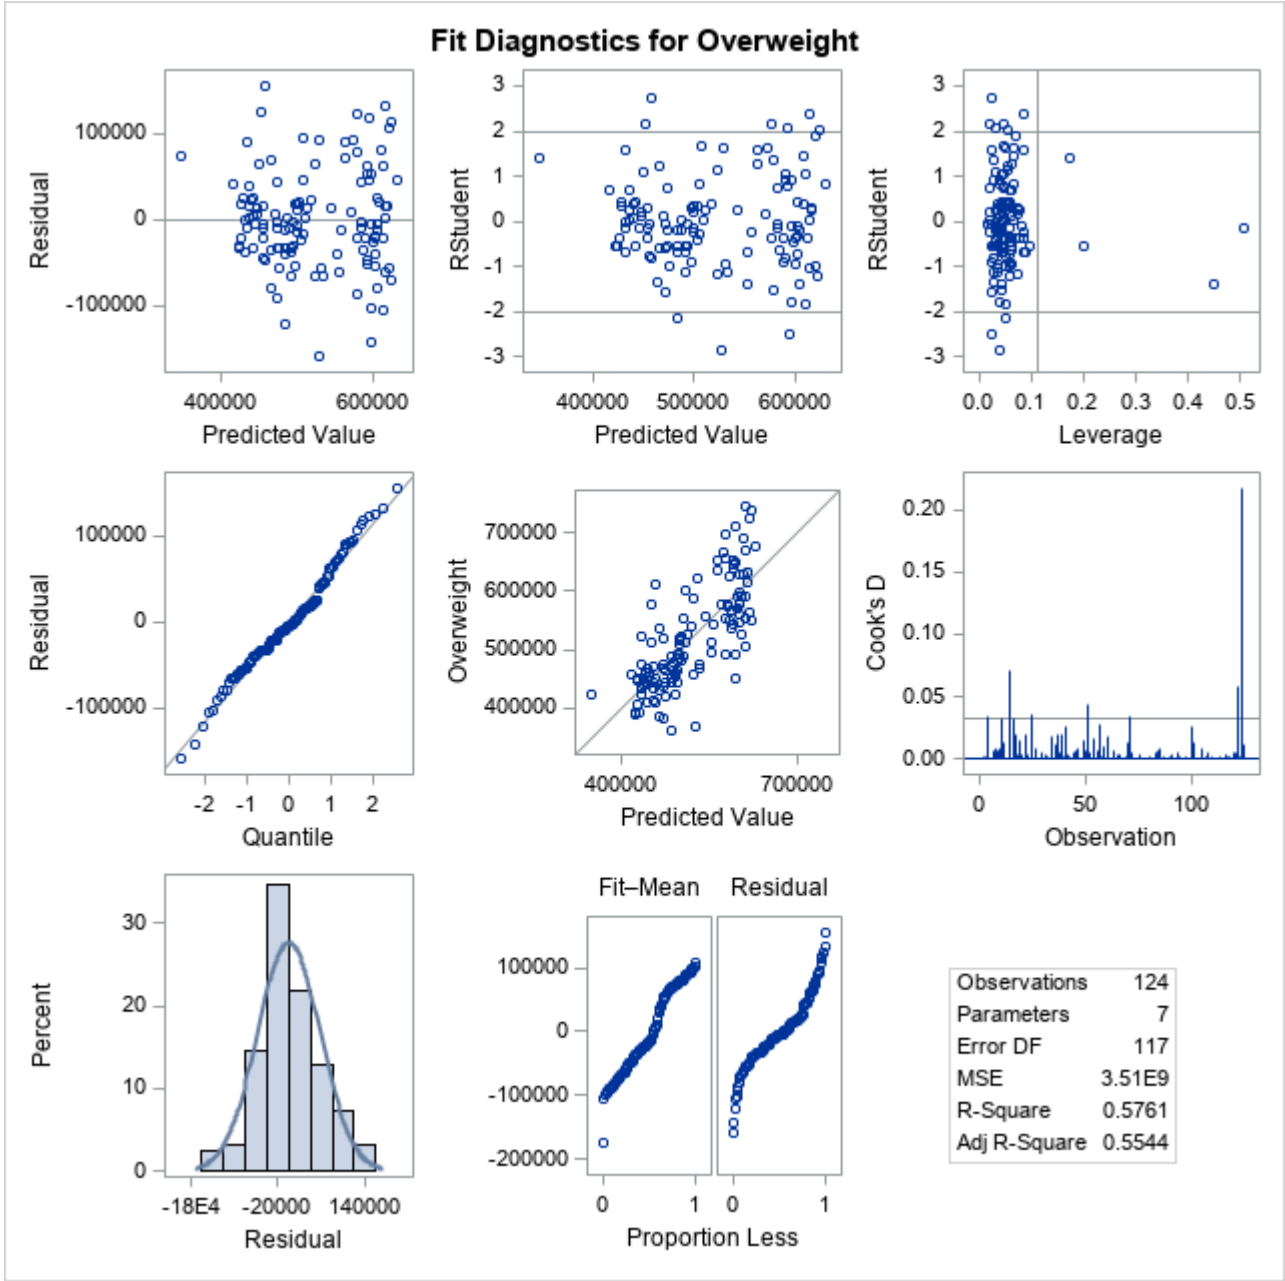 Fit Diagnostics for Overweight
Residual
100000
0
-100000
400000 600000
Predicted Value
RStudent
3
2
1
0
-1
-2
-3
400000 500000 600000
Predicted Value
RStudent
3
2
1
0
-1
-2
-3
0.0 0.1 0.2 0.3 0.4 0.5
Leverage
Residual
100000
0
-100000
-2 -1 0 1 2
Quantile
Overweight
700000
600000
500000
400000
400000 700000
Predicted Value
Cook's D
0.20
0.15
0.10
0.05
0.00
0 50 100
Observation
Percent
30
20
10
0
-18E4 -20000 140000
Residual
Fit–Mean Residual
100000
0
-100000
-200000
0 1 0 1
Proportion Less
Observations 124
Parameters 7
Error DF 117
MSE 3.51E9
R-Square 0.5761
Adj R-Square 0.5544